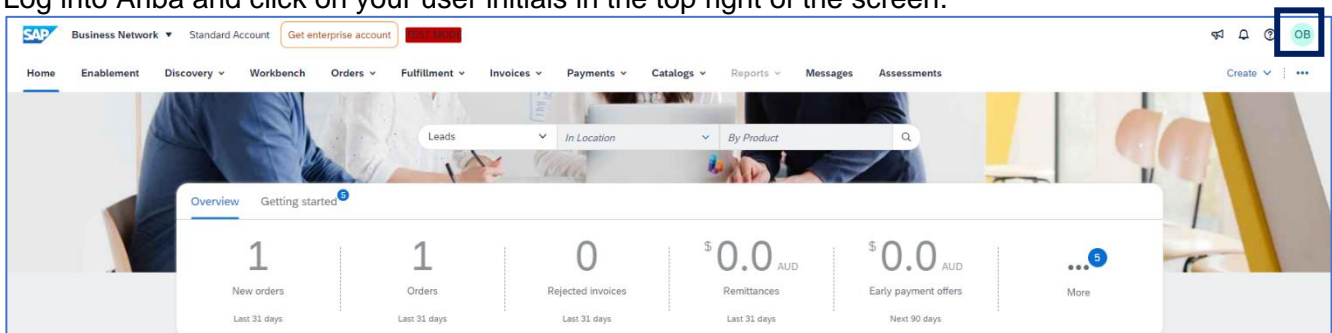 Log into Ariba and click on your user initials in the top right of the screen.
SAP Business Network ▼ Standard Account Get enterprise account TEST MODE OB
Home Enablement Discovery Workbench Orders Fulfillment Invoices Payments Catalogs Reports Messages Assessments Create
Leads In Location By Product
Overview Getting started 5
1 1 0 $ 0.0 AUD $ 0.0 AUD ... 5
New orders Orders Rejected invoices Remittances Early payment offers More
Last 31 days Last 31 days Last 31 days Last 31 days Next 90 days